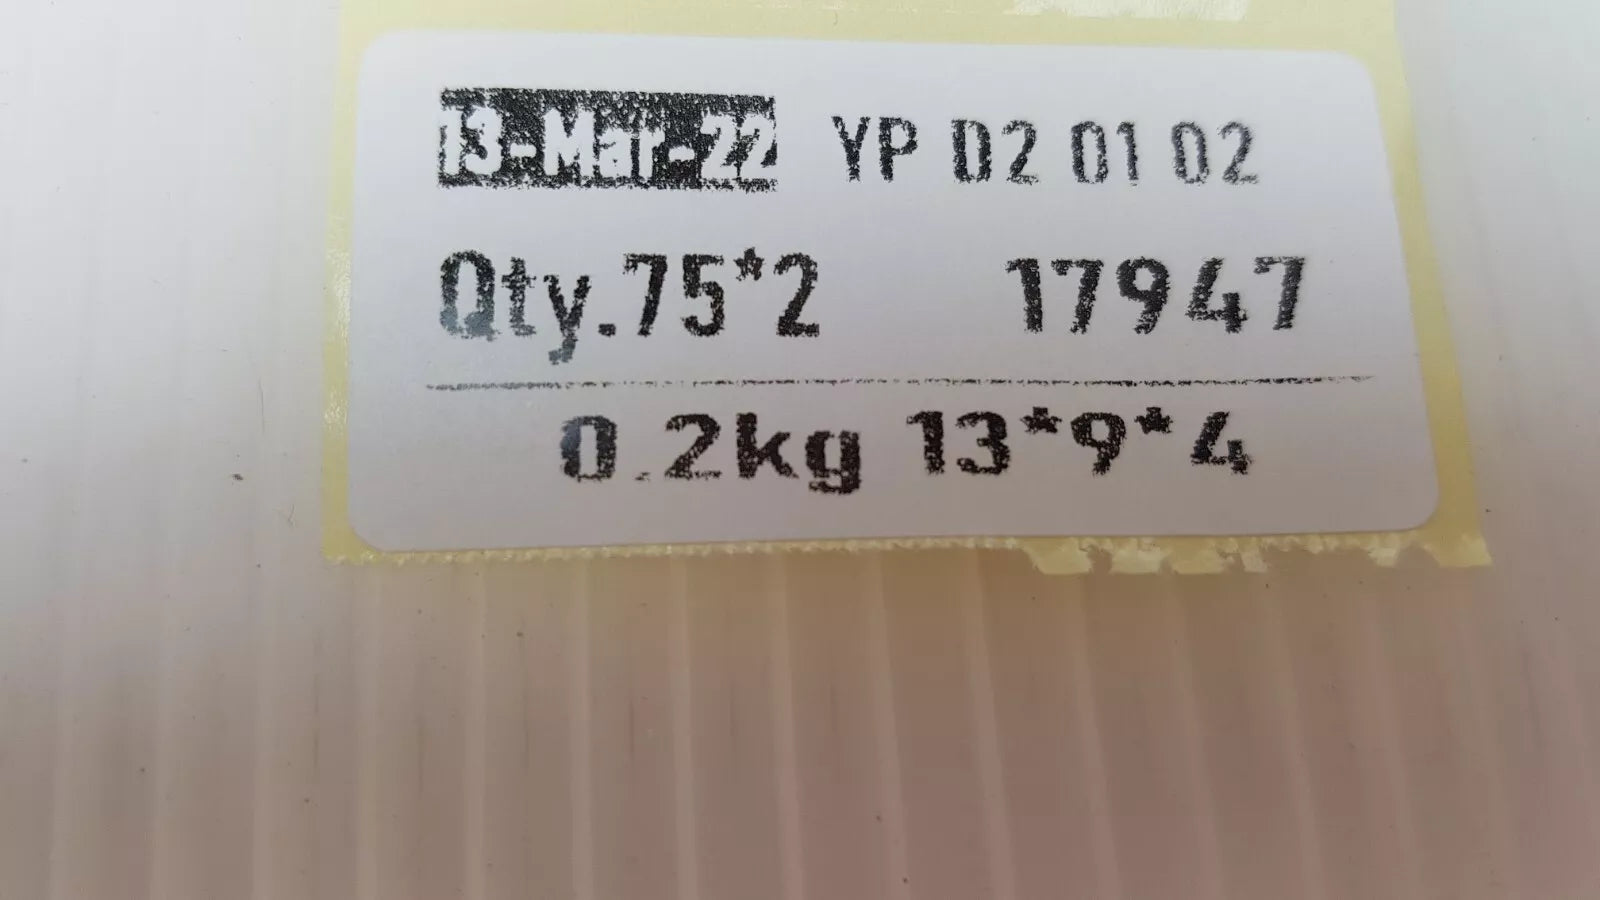 13-Mar-22 YP D2 01 02
Qty.75*2 17947
0.2kg 13*9*4